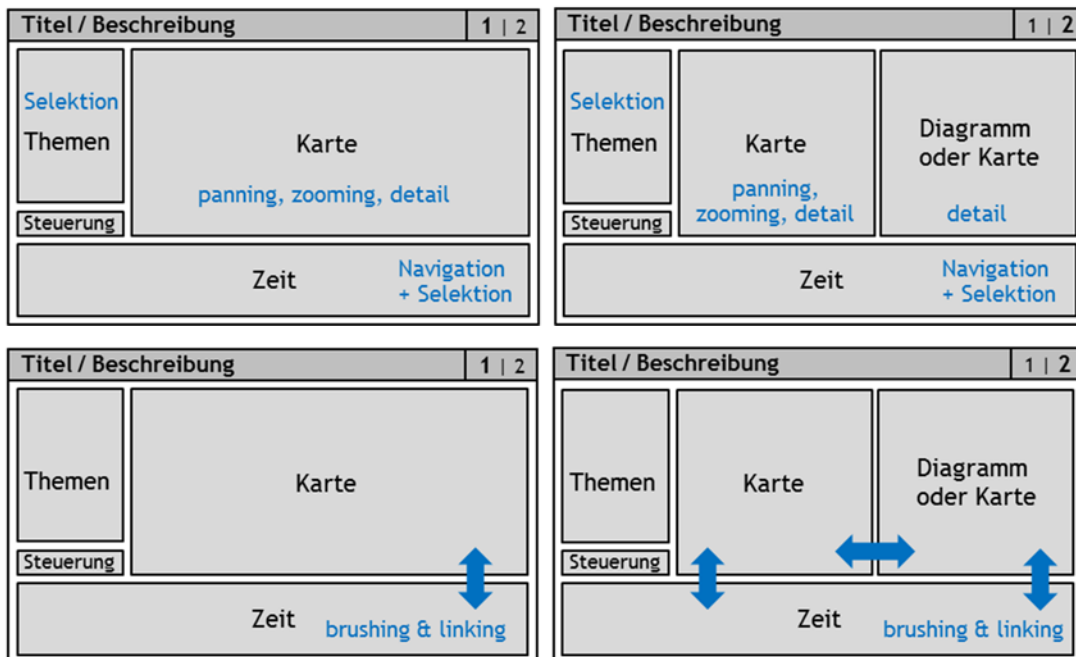 Titel / Beschreibung
1 | 2
Selektion
Themen
Steuerung
Karte
panning, zooming, detail
Zeit
Navigation
+ Selektion
Titel / Beschreibung
1 | 2
Selektion
Themen
Steuerung
Karte
panning,
zooming, detail
Diagramm
oder Karte
detail
Zeit
Navigation
+ Selektion
Titel / Beschreibung
1 | 2
Themen
Steuerung
Karte
Zeit
brushing & linking
Titel / Beschreibung
1 | 2
Themen
Steuerung
Karte
Diagramm
oder Karte
Zeit
brushing & linking